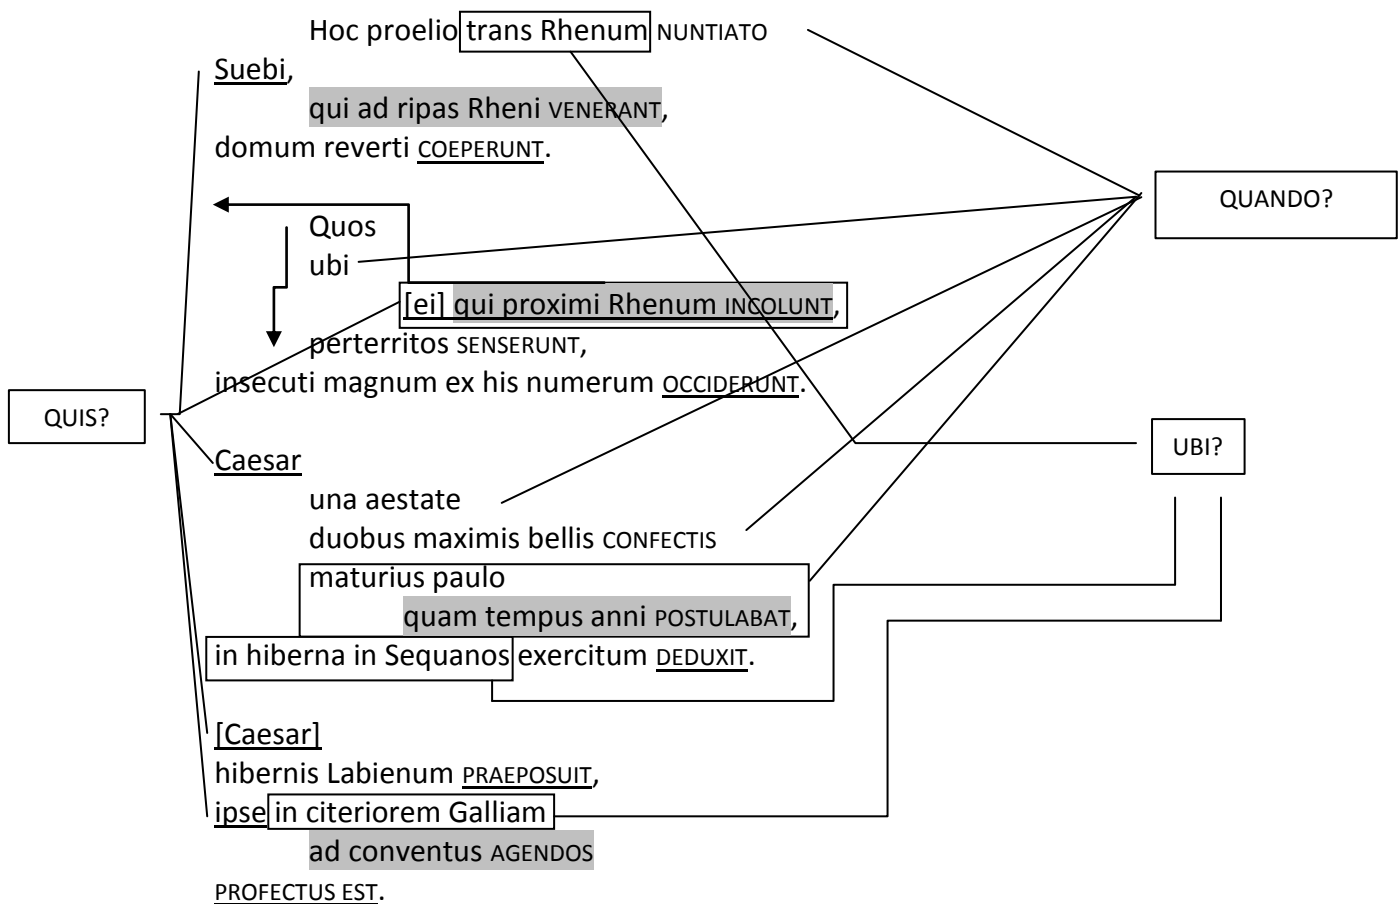 Hoc proelio trans Rhenum NUNTIATO
Suebi,
qui ad ripas Rheni VENERANT,
domum reverti COEPERUNT.
QUANDO?
Quos
ubi
[ei] qui proximi Rhenum INCOLUNT,
perterritos SENSERUNT,
insecuti magnum ex his numerum OCCIDERUNT.
QUIS?
UBI?
Caesar
una aestate
duobus maximis bellis CONFECTIS
maturius paulo
quam tempus anni POSTULABAT,
in hiberna in Sequanos exercitum DEDUXIT.
[Caesar]
hibernis Labienum PRAEPOSUIT,
ipse in citeriorem Galliam
ad conventus AGENDOS
PROFECTUS EST.